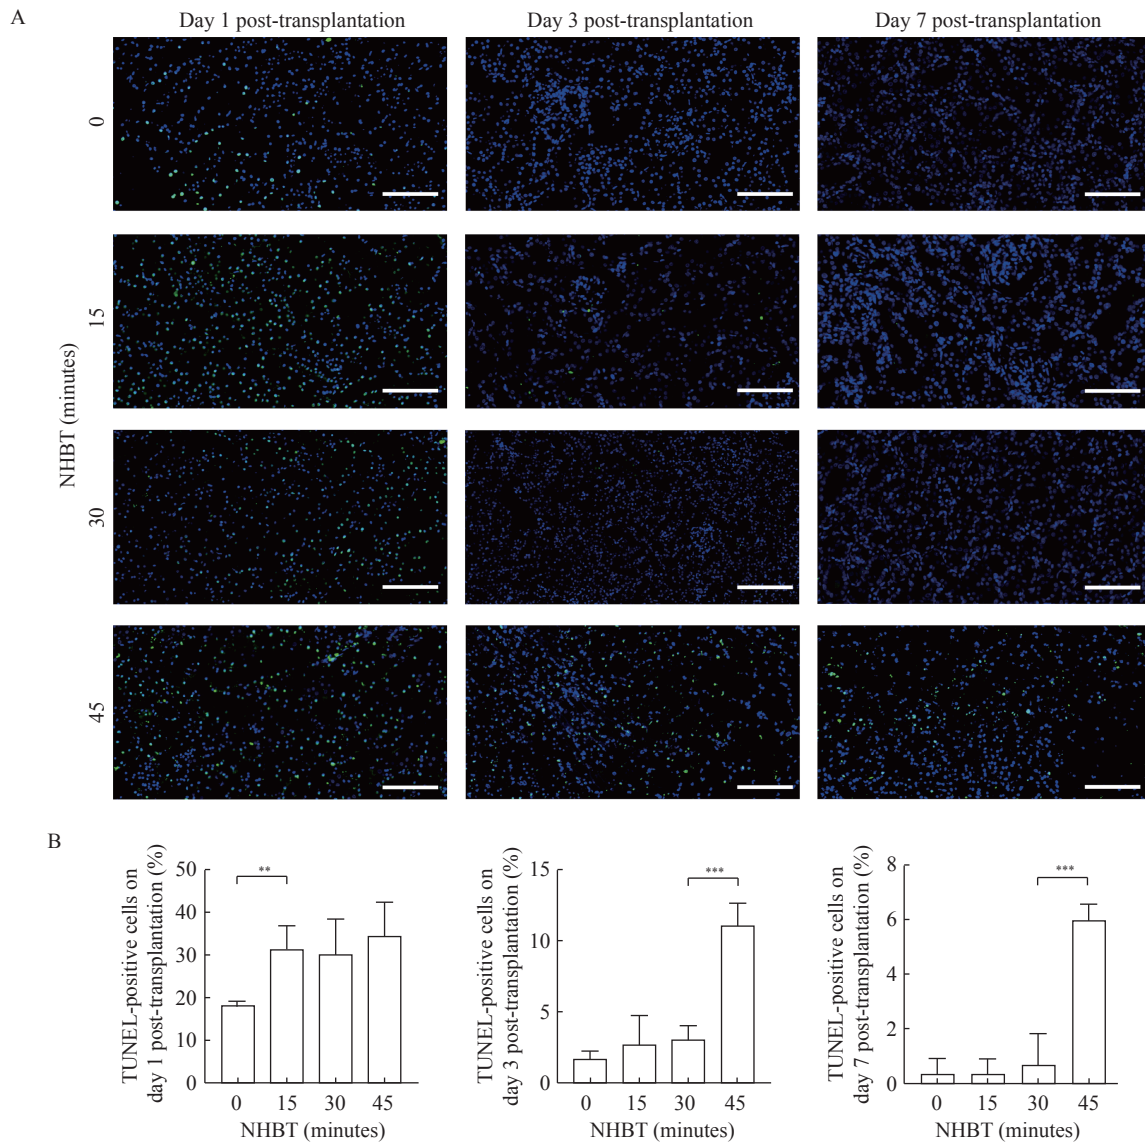 A
Day 1 post-transplantation
Day 3 post-transplantation
Day 7 post-transplantation
NHBT (minutes)
0
15
30
45
B
TUNEL-positive cells on
day 1 post-transplantation (%)
50
40
30
20
10
0
**
0 15 30 45
NHBT (minutes)
TUNEL-positive cells on
day 3 post-transplantation (%)
15
10
5
0
***
0 15 30 45
NHBT (minutes)
TUNEL-positive cells on
day 7 post-transplantation (%)
8
6
4
2
0
***
0 15 30 45
NHBT (minutes)